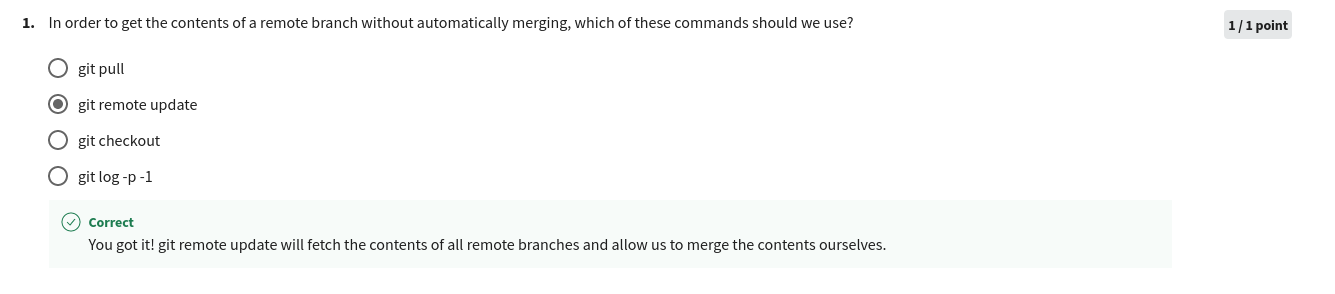 1. In order to get the contents of a remote branch without automatically merging, which of these commands should we use?
1 / 1 point
git pull
git remote update
git checkout
git log -p -1
Correct
You got it! git remote update will fetch the contents of all remote branches and allow us to merge the contents ourselves.